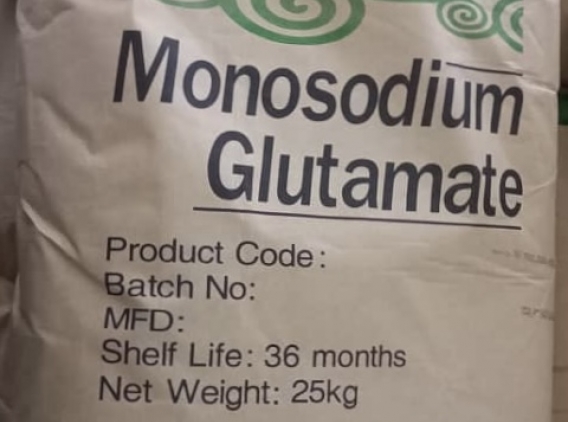 Monosodium
Glutamate
Product Code:
Batch No:
MFD:
Shelf Life: 36 months
Net Weight: 25kg